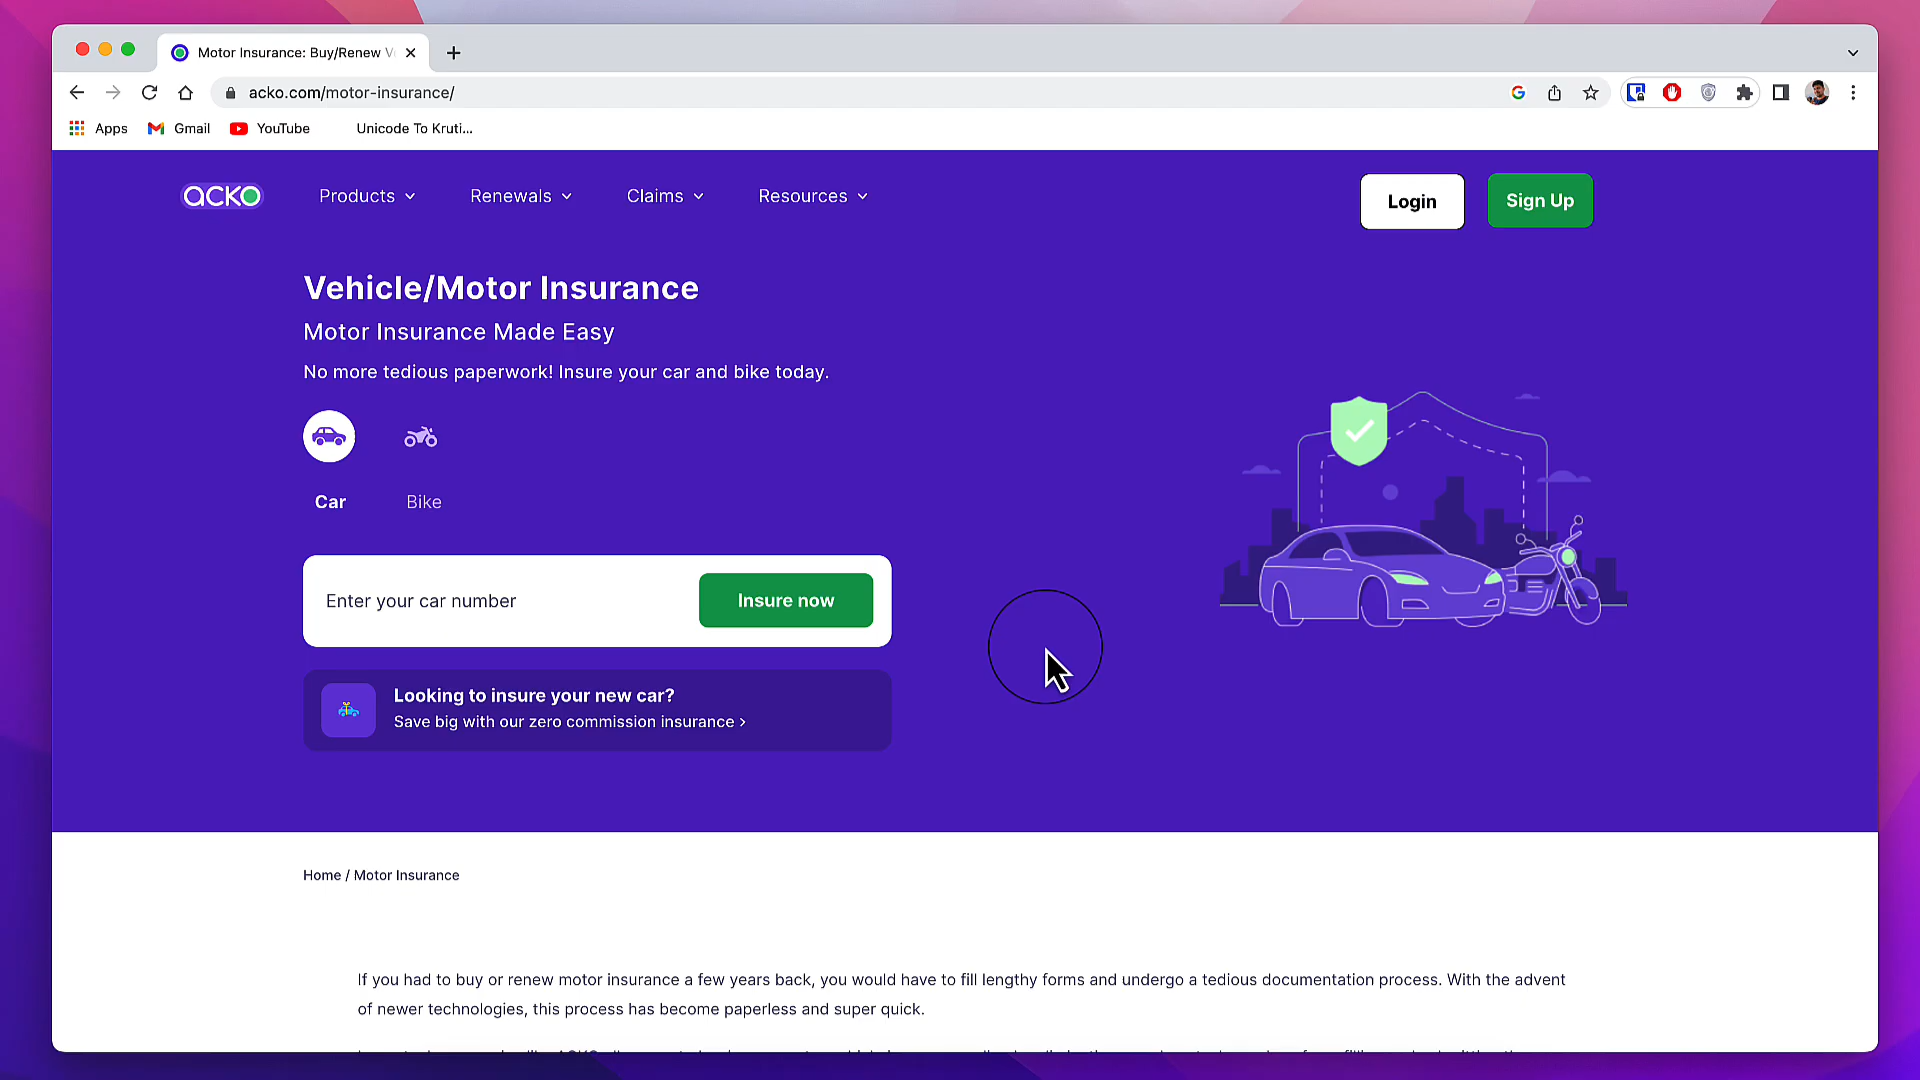 Motor Insurance: Buy/Renew V
acko.com/motor-insurance/
Apps
Gmail
YouTube
Unicode To Kruti...
acko
Products
Renewals
Claims
Resources
Login
Sign Up
Vehicle/Motor Insurance
Motor Insurance Made Easy
No more tedious paperwork! Insure your car and bike today.
Car
Bike
Enter your car number
Insure now
Looking to insure your new car?
Save big with our zero commission insurance ›
Home / Motor Insurance
If you had to buy or renew motor insurance a few years back, you would have to fill lengthy forms and undergo a tedious documentation process. With the advent
of newer technologies, this process has become paperless and super quick.